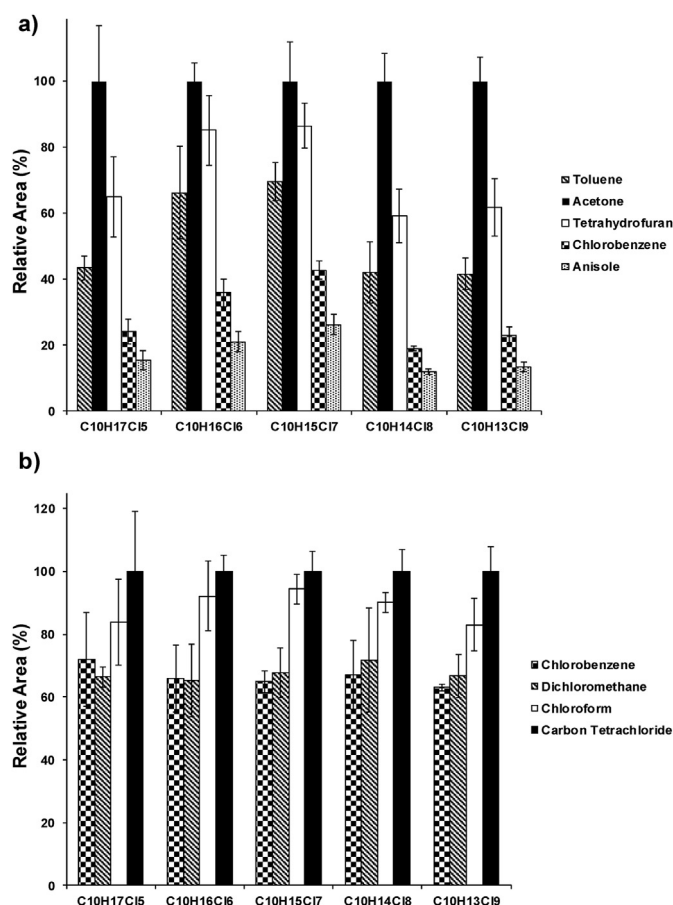 a)
Relative Area (%)
100
80
60
40
20
0
C10H17Cl5 C10H16Cl6 C10H15Cl7 C10H14Cl8 C10H13Cl9
Toluene
Acetone
Tetrahydrofuran
Chlorobenzene
Anisole
b)
Relative Area (%)
120
100
80
60
40
20
0
C10H17Cl5 C10H16Cl6 C10H15Cl7 C10H14Cl8 C10H13Cl9
Chlorobenzene
Dichloromethane
Chloroform
Carbon Tetrachloride